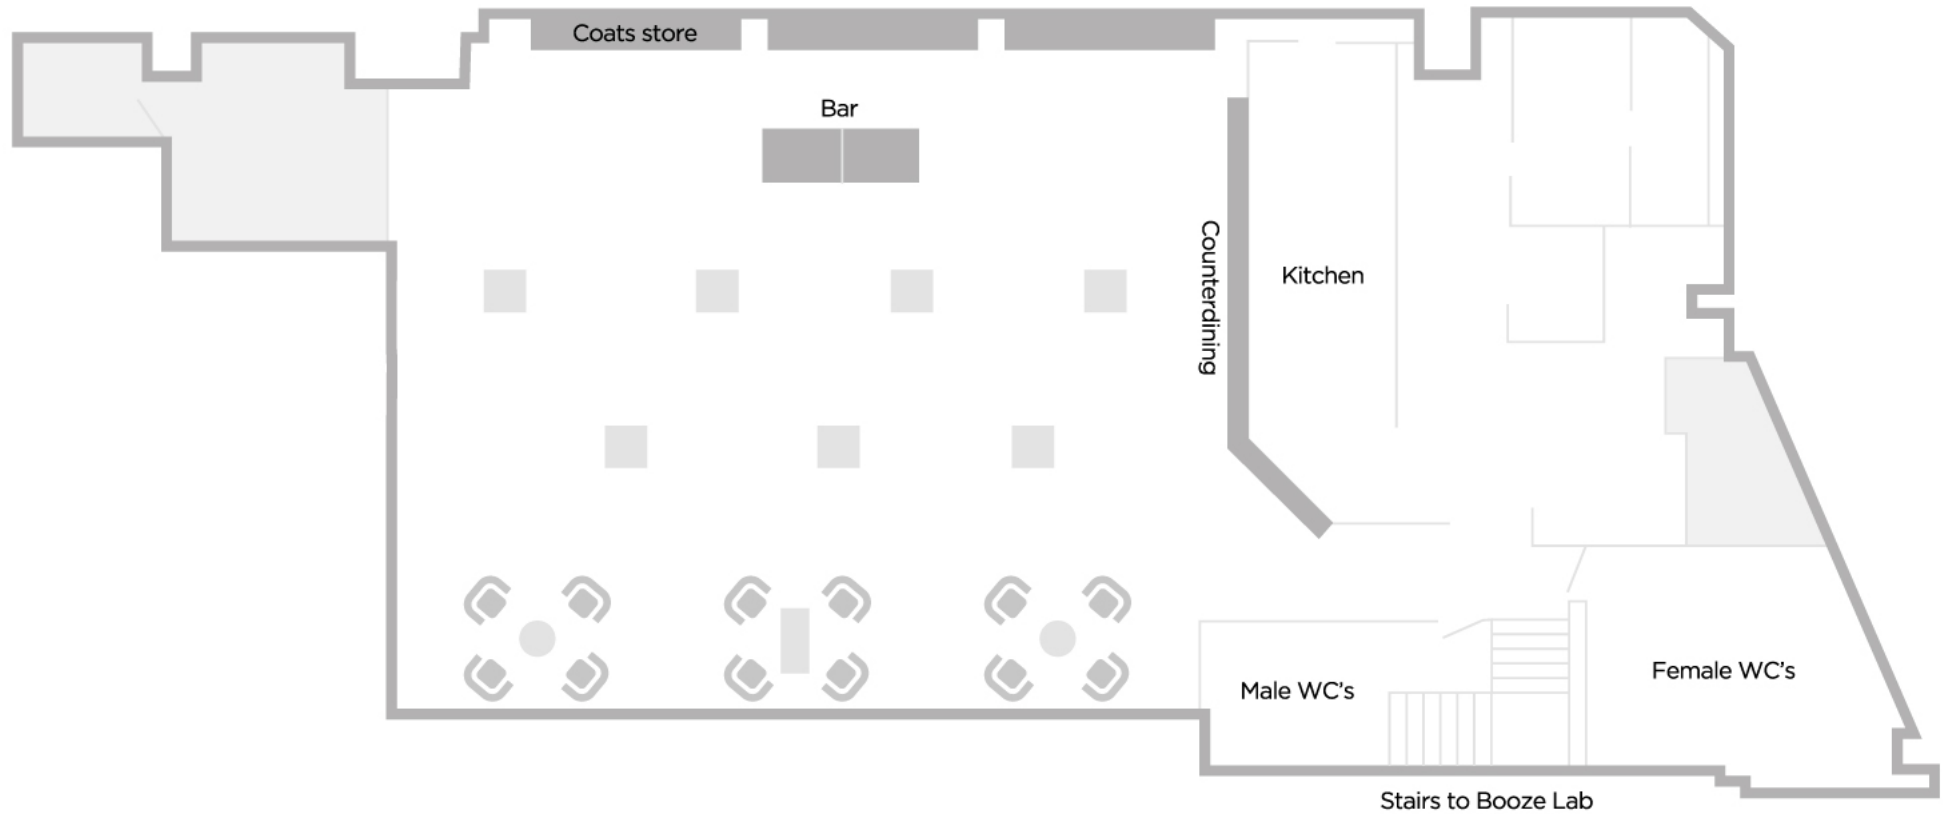 Coats store
Bar
Counterdining
Kitchen
Male WC's
Female WC's
Stairs to Booze Lab